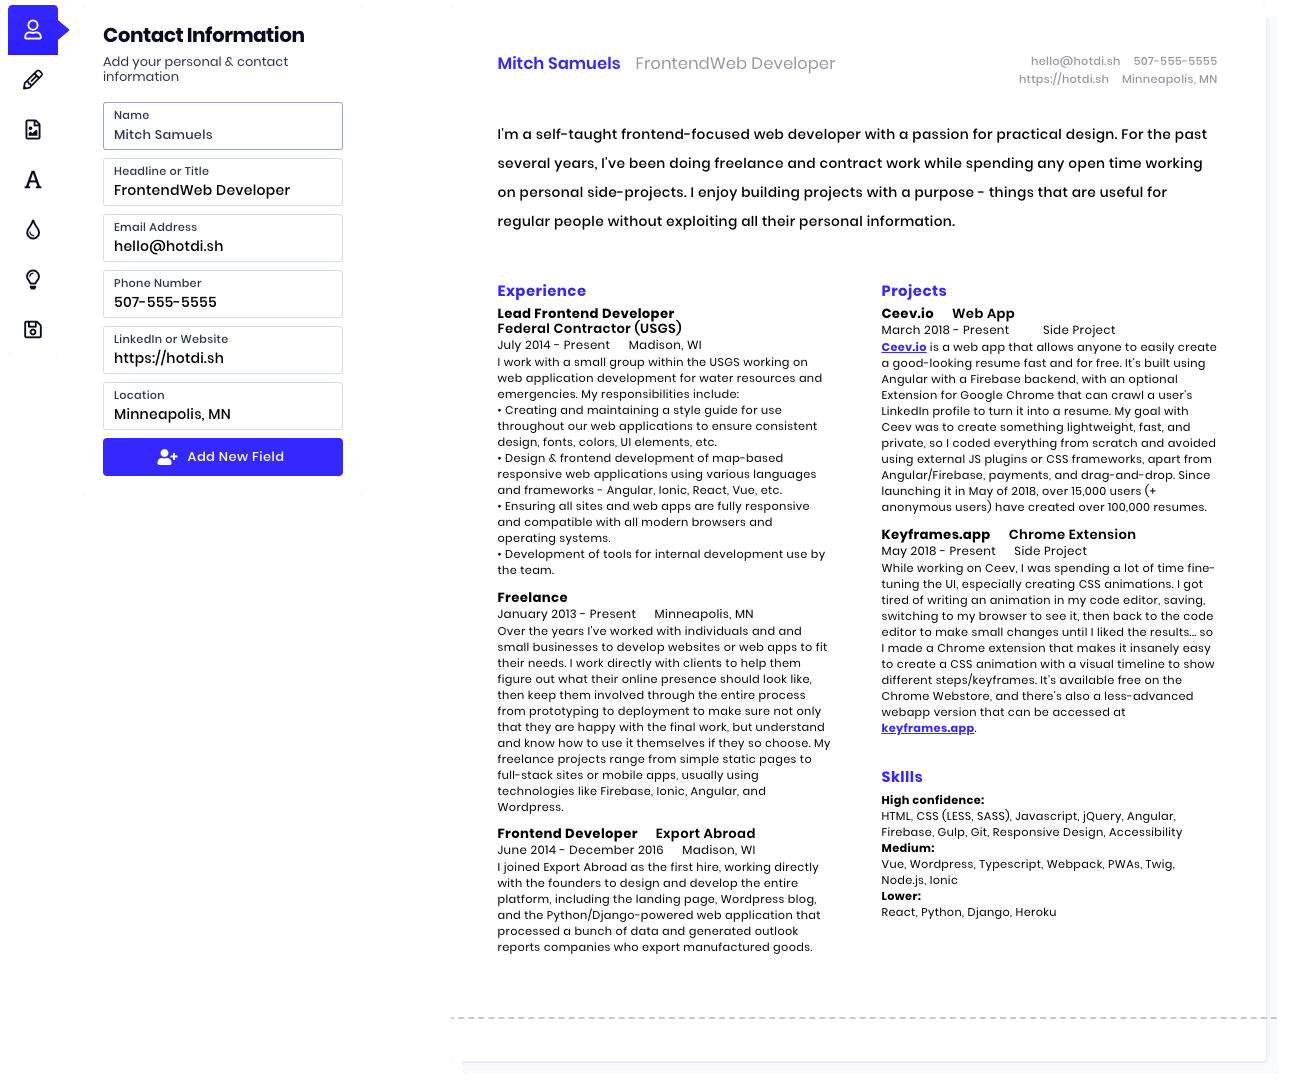 Contact Information
Add your personal & contact
information
Name
Mitch Samuels
Headline or Title
FrontendWeb Developer
Email Address
hello@hotdi.sh
Phone Number
507-555-5555
LinkedIn or Website
https://hotdi.sh
Location
Minneapolis, MN
Add New Field
Mitch Samuels FrontendWeb Developer
hello@hotdi.sh 507-555-5555
https://hotdi.sh Minneapolis, MN
I'm a self-taught frontend-focused web developer with a passion for practical design. For the past
several years, I've been doing freelance and contract work while spending any open time working
on personal side-projects. I enjoy building projects with a purpose - things that are useful for
regular people without exploiting all their personal information.
Experience
Lead Frontend Developer
Federal Contractor (USGS)
July 2014 - Present Madison, WI
I work with a small group within the USGS working on
web application development for water resources and
emergencies. My responsibilities include:
• Creating and maintaining a style guide for use
throughout our web applications to ensure consistent
design, fonts, colors, UI elements, etc.
• Design & frontend development of map-based
responsive web applications using various languages
and frameworks - Angular, Ionic, React, Vue, etc.
• Ensuring all sites and web apps are fully responsive
and compatible with all modern browsers and
operating systems.
• Development of tools for internal development use by
the team.
Freelance
January 2013 - Present Minneapolis, MN
Over the years I've worked with individuals and and
small businesses to develop websites or web apps to fit
their needs. I work directly with clients to help them
figure out what their online presence should look like,
then keep them involved through the entire process
from prototyping to deployment to make sure not only
that they are happy with the final work, but understand
and know how to use it themselves if they so choose. My
freelance projects range from simple static pages to
full-stack sites or mobile apps, usually using
technologies like Firebase, Ionic, Angular, and
Wordpress.
Frontend Developer Export Abroad
June 2014 - December 2016 Madison, WI
I joined Export Abroad as the first hire, working directly
with the founders to design and develop the entire
platform, including the landing page, Wordpress blog,
and the Python/Django-powered web application that
processed a bunch of data and generated outlook
reports companies who export manufactured goods.
Projects
Ceev.io Web App
March 2018 - Present Side Project
Ceev.io is a web app that allows anyone to easily create
a good-looking resume fast and for free. It's built using
Angular with a Firebase backend, with an optional
Extension for Google Chrome that can crawl a user's
LinkedIn profile to turn it into a resume. My goal with
Ceev was to create something lightweight, fast, and
private, so I coded everything from scratch and avoided
using external JS plugins or CSS frameworks, apart from
Angular/Firebase, payments, and drag-and-drop. Since
launching it in May of 2018, over 15,000 users (+
anonymous users) have created over 100,000 resumes.
Keyframes.app Chrome Extension
May 2018 - Present Side Project
While working on Ceev, I was spending a lot of time fine-
tuning the UI, especially creating CSS animations. I got
tired of writing an animation in my code editor, saving,
switching to my browser to see it, then back to the code
editor to make small changes until I liked the results... so
I made a Chrome extension that makes it insanely easy
to create a CSS animation with a visual timeline to show
different steps/keyframes. It's available free on the
Chrome Webstore, and there's also a less-advanced
webapp version that can be accessed at
keyframes.app.
Skllls
High confidence:
HTML, CSS (LESS, SASS), Javascript, jQuery, Angular,
Firebase, Gulp, Git, Responsive Design, Accessibility
Medium:
Vue, Wordpress, Typescript, Webpack, PWAs, Twig,
Node.js, Ionic
Lower:
React, Python, Django, Heroku